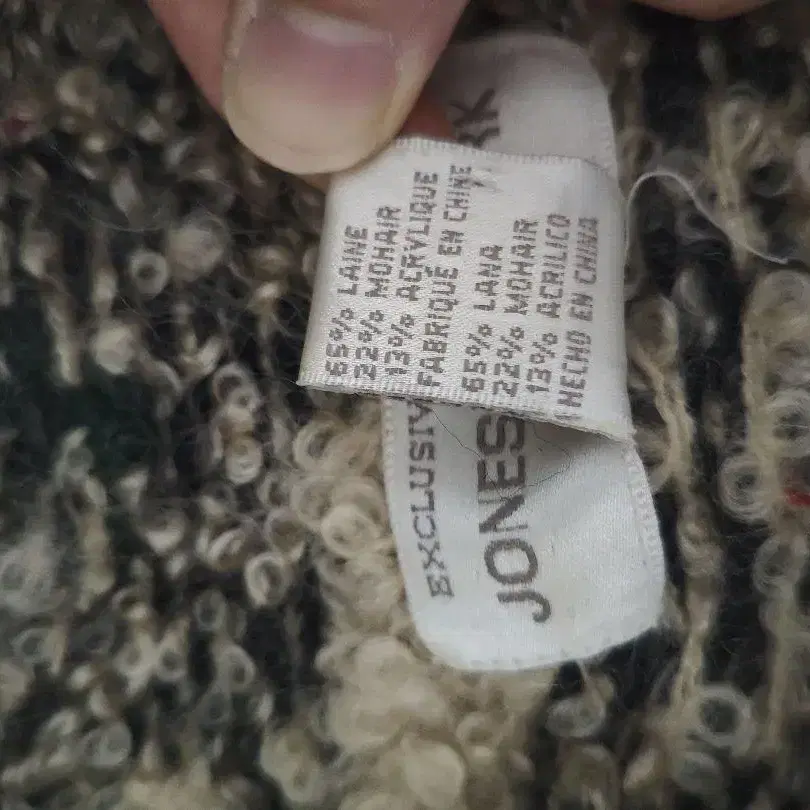 65% LAINE
22% MOHAIR
13% ACRYLIQUE
FABRIQUÉ EN CHINE
65% LANA
22% MOHAIR
13% ACRILICO
HECHO EN CHINA
EXCLUSIV
JONES
RK